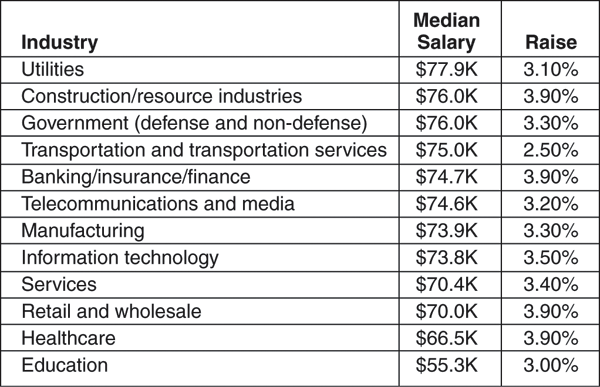 Industry Median Salary Raise
Utilities $77.9K 3.10%
Construction/resource industries $76.0K 3.90%
Government (defense and non-defense) $76.0K 3.30%
Transportation and transportation services $75.0K 2.50%
Banking/insurance/finance $74.7K 3.90%
Telecommunications and media $74.6K 3.20%
Manufacturing $73.9K 3.30%
Information technology $73.8K 3.50%
Services $70.4K 3.40%
Retail and wholesale $70.0K 3.90%
Healthcare $66.5K 3.90%
Education $55.3K 3.00%